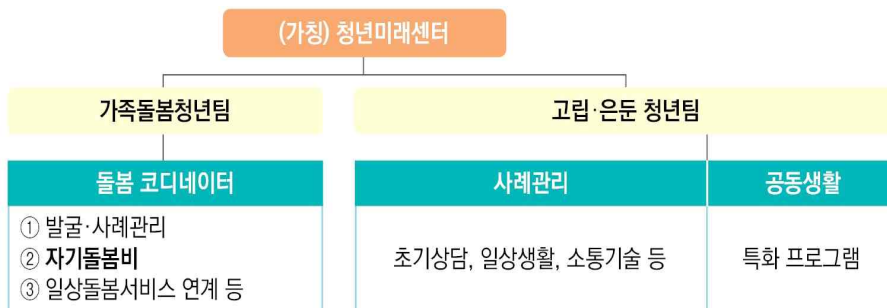 (가칭) 청년미래센터
가족돌봄청년팀
고립·은둔 청년팀
돌봄 코디네이터
사례관리
공동생활
① 발굴·사례관리
② 자기돌봄비
③ 일상돌봄서비스 연계 등
초기상담, 일상생활, 소통기술 등
특화 프로그램